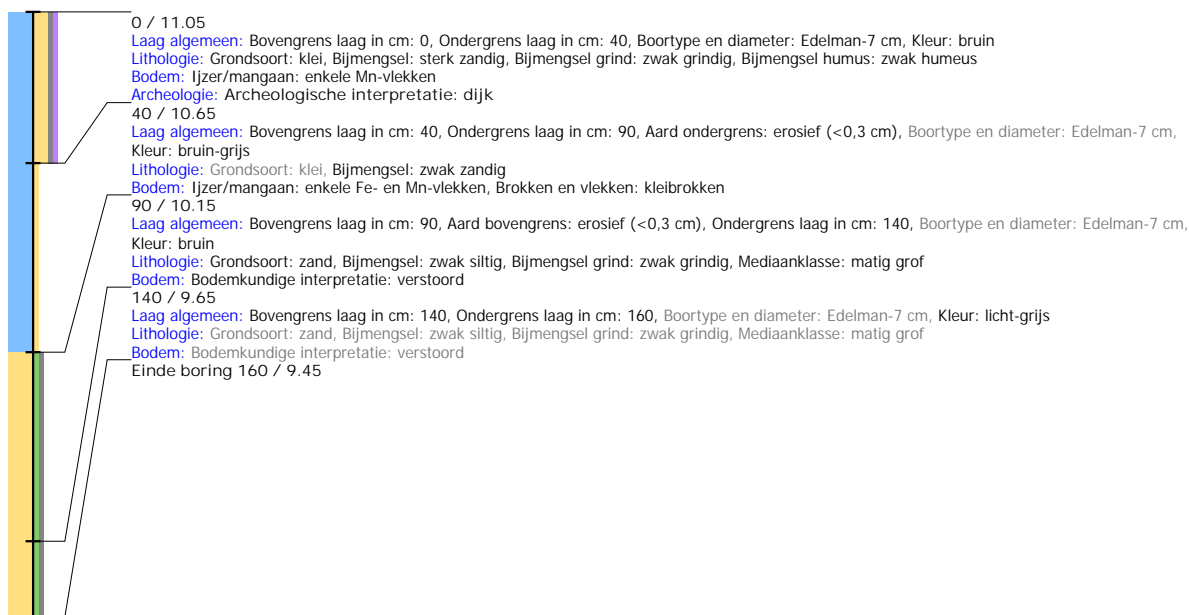 0 / 11.05
Laag algemeen: Bovengrens laag in cm: 0, Ondergrens laag in cm: 40, Boortype en diameter: Edelman-7 cm, Kleur: bruin
Lithologie: Grondsoort: klei, Bijmengsel: sterk zandig, Bijmengsel grind: zwak grindig, Bijmengsel humus: zwak humeus
Bodem: Ijzer/mangaan: enkele Mn-vlekken
Archeologie: Archeologische interpretatie: dijk
40 / 10.65
Laag algemeen: Bovengrens laag in cm: 40, Ondergrens laag in cm: 90, Aard ondergrens: erosief (<0,3 cm), Boortype en diameter: Edelman-7 cm,
Kleur: bruin-grijs
Lithologie: Grondsoort: klei, Bijmengsel: zwak zandig
Bodem: Ijzer/mangaan: enkele Fe- en Mn-vlekken, Brokken en vlekken: kleibrokken
90 / 10.15
Laag algemeen: Bovengrens laag in cm: 90, Aard bovengrens: erosief (<0,3 cm), Ondergrens laag in cm: 140, Boortype en diameter: Edelman-7 cm,
Kleur: bruin
Lithologie: Grondsoort: zand, Bijmengsel: zwak siltig, Bijmengsel grind: zwak grindig, Mediaanklasse: matig grof
Bodem: Bodemkundige interpretatie: verstoord
140 / 9.65
Laag algemeen: Bovengrens laag in cm: 140, Ondergrens laag in cm: 160, Boortype en diameter: Edelman-7 cm, Kleur: licht-grijs
Lithologie: Grondsoort: zand, Bijmengsel: zwak siltig, Bijmengsel grind: zwak grindig, Mediaanklasse: matig grof
Bodem: Bodemkundige interpretatie: verstoord
Einde boring 160 / 9.45